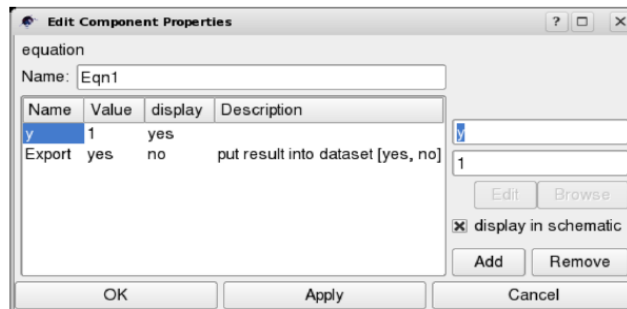 Edit Component Properties
equation
Name: Eqn1
Name Value display Description
y 1 yes
Export yes no put result into dataset [yes, no]
y
1
Edit Browse
display in schematic
Add Remove
OK Apply Cancel